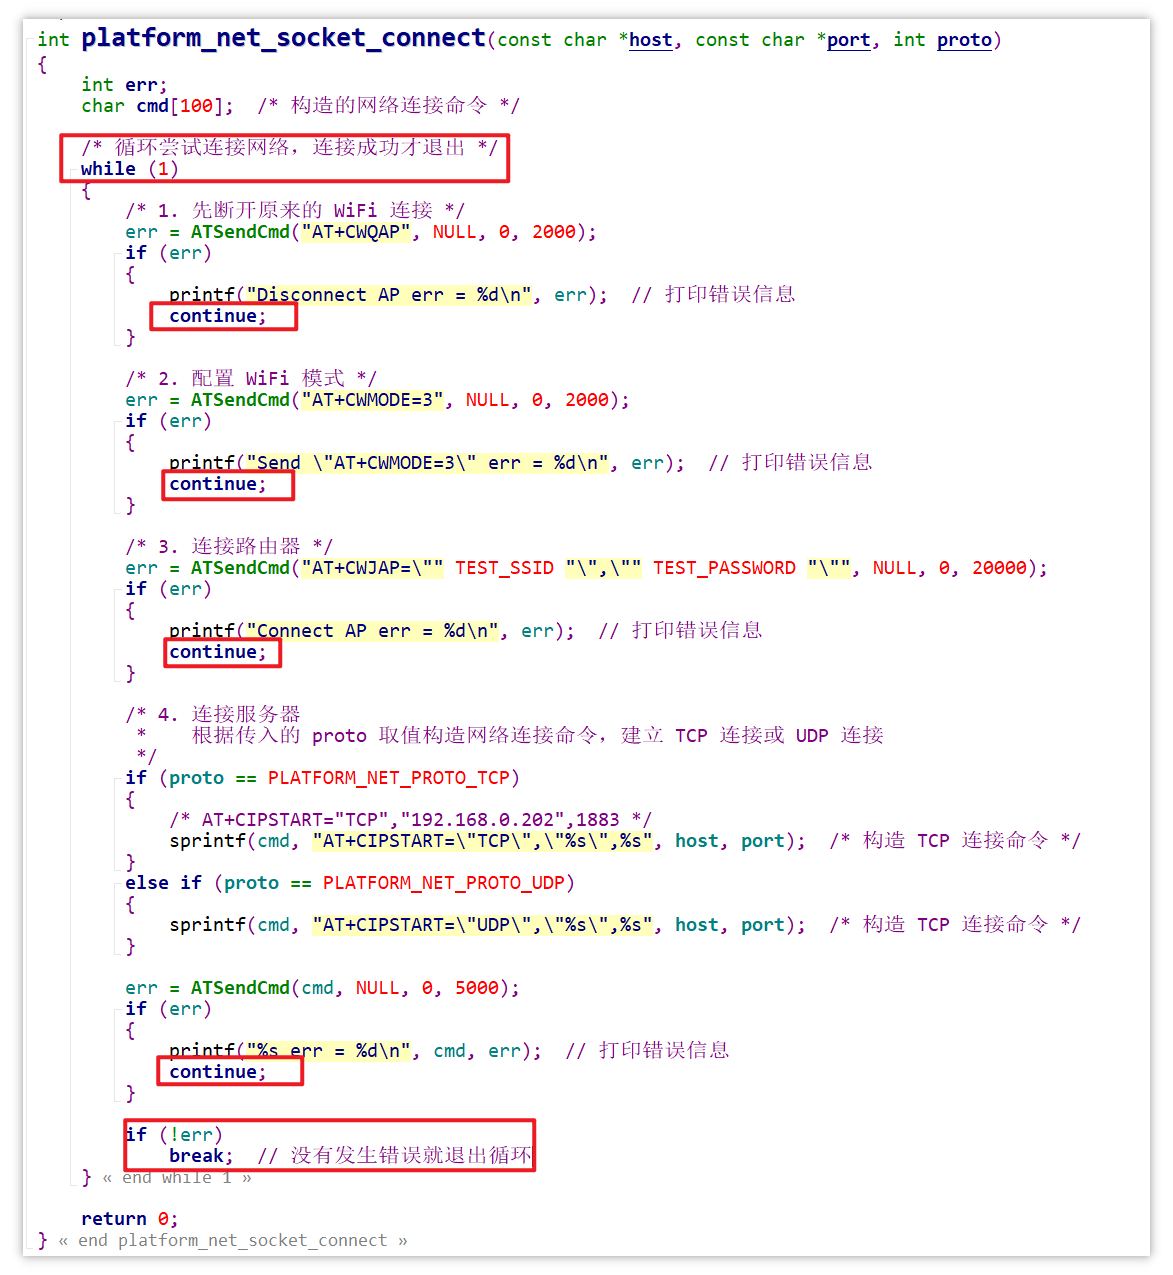 int platform_net_socket_connect(const char *host, const char *port, int proto)
{
    int err;
    char cmd[100];  /* 构造的网络连接命令 */

    /* 循环尝试连接网络，连接成功才退出 */
    while (1)
    {
        /* 1. 先断开原来的 WiFi 连接 */
        err = ATSendCmd("AT+CWQAP", NULL, 0, 2000);
        if (err)
        {
            printf("Disconnect AP err = %d\n", err);  // 打印错误信息
            continue;
        }

        /* 2. 配置 WiFi 模式 */
        err = ATSendCmd("AT+CWMODE=3", NULL, 0, 2000);
        if (err)
        {
            printf("Send \"AT+CWMODE=3\" err = %d\n", err);  // 打印错误信息
            continue;
        }

        /* 3. 连接路由器 */
        err = ATSendCmd("AT+CWJAP=\"" TEST_SSID "\",\"" TEST_PASSWORD "\"", NULL, 0, 20000);
        if (err)
        {
            printf("Connect AP err = %d\n", err);  // 打印错误信息
            continue;
        }

        /* 4. 连接服务器
         *    根据传入的 proto 取值构造网络连接命令，建立 TCP 连接或 UDP 连接
         */
        if (proto == PLATFORM_NET_PROTO_TCP)
        {
            /* AT+CIPSTART="TCP","192.168.0.202",1883 */
            sprintf(cmd, "AT+CIPSTART=\"TCP\",\"%s\",%s", host, port);  /* 构造 TCP 连接命令 */
        }
        else if (proto == PLATFORM_NET_PROTO_UDP)
        {
            sprintf(cmd, "AT+CIPSTART=\"UDP\",\"%s\",%s", host, port);  /* 构造 TCP 连接命令 */
        }

        err = ATSendCmd(cmd, NULL, 0, 5000);
        if (err)
        {
            printf("%s err = %d\n", cmd, err);  // 打印错误信息
            continue;
        }

        if (!err)
            break;  // 没有发生错误就退出循环
    } « end while 1 »

    return 0;
} « end platform_net_socket_connect »